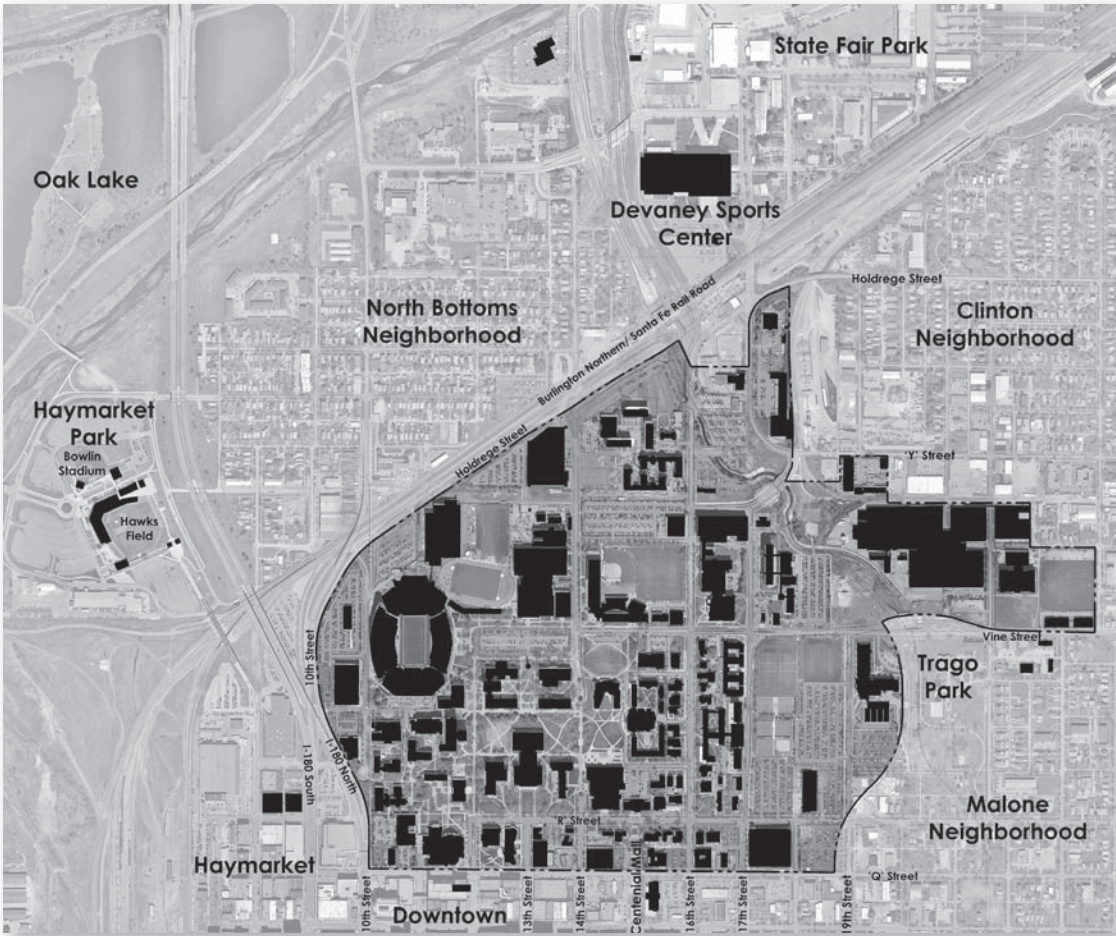 State Fair Park
Oak Lake
Devaney Sports
Center
Holdrege Street
North Bottoms
Neighborhood
Burlington Northern/ Santa Fe Rail Road
Clinton
Neighborhood
Haymarket
Park
Bowlin
Stadium
Hawks
Field
Holdrege Street
'Y' Street
Vine Street
10th Street
Trago
Park
I-180 South
I-180 North
Malone
Neighborhood
'R' Street
Haymarket
'Q' Street
10th Street
13th Street
14th Street
Centenial Mall
16th Street
17th Street
19th Street
Downtown